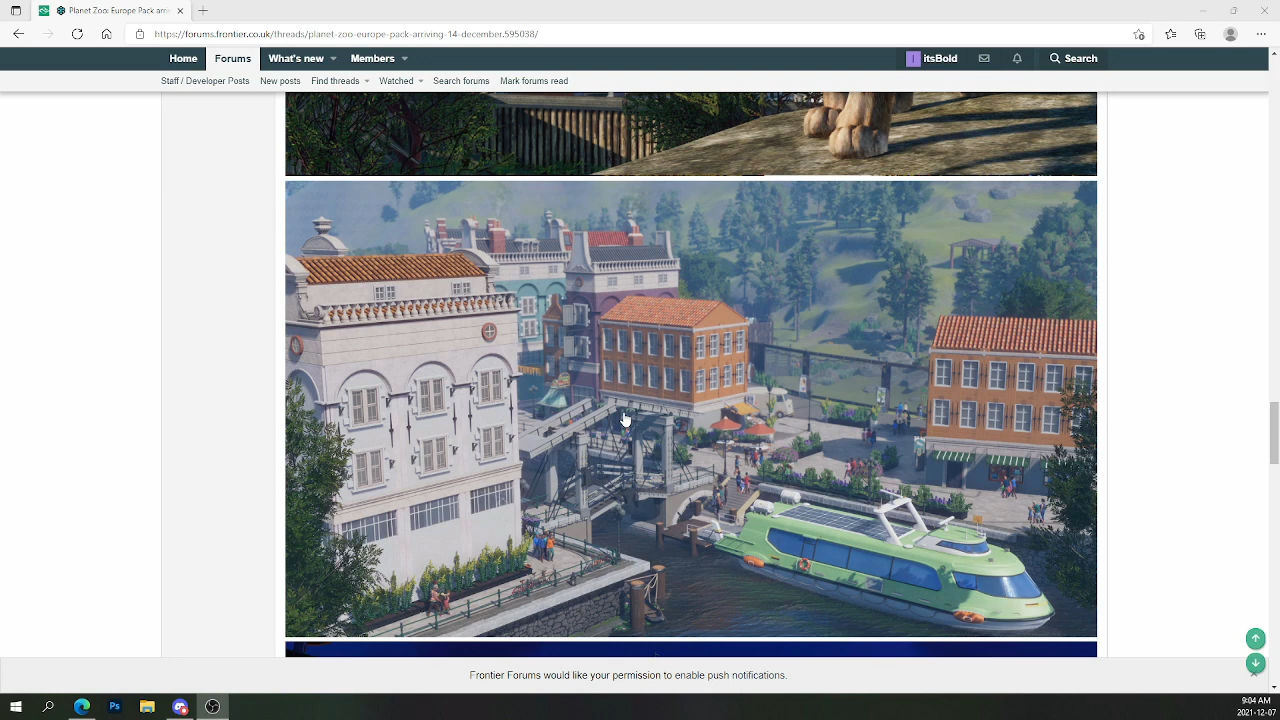 Planet Zoo: Europe Pack arri
https://forums.frontier.co.uk/threads/planet-zoo-europe-pack-arriving-14-december.595038/
Home Forums What's new Members I itsBold Search
Staff / Developer Posts New posts Find threads Watched Search forums Mark forums read
Frontier Forums would like your permission to enable push notifications.
Ps
9:04 AM
2021-12-07